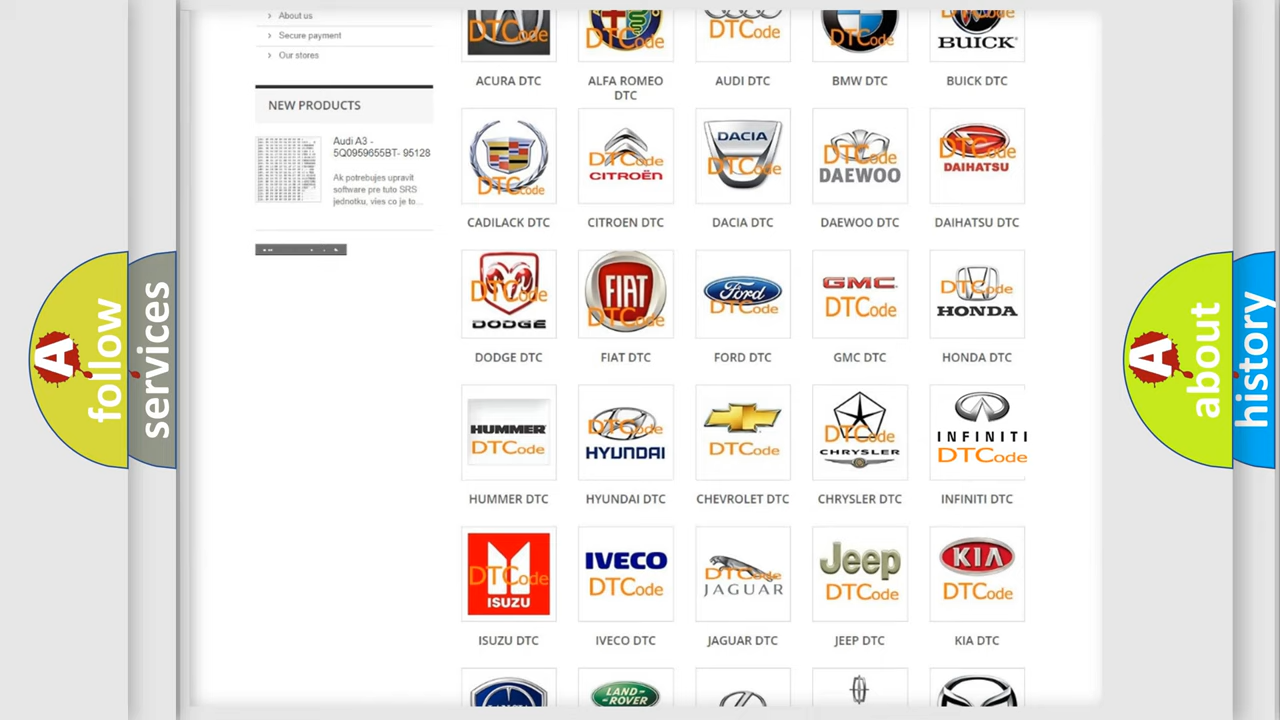 About us
Secure payment
Our stores
NEW PRODUCTS
Audi A3 -
5Q0959655BT- 95128
Ak potrebujes upravit
software pre tuto SRS
jednotku, vies co je to...
DTCode DTCode DTCode DTCode BUICK
ACURA DTC ALFA ROMEO DTC AUDI DTC BMW DTC BUICK DTC
DTCode
DTCode CITROËN
DACIA DTCode
DTCode DAEWOO
DTCode DAIHATSU
CADILACK DTC CITROEN DTC DACIA DTC DAEWOO DTC DAIHATSU DTC
DTCode DODGE
FIAT DTCode
Ford DTCode
GMC DTCode
DTCode HONDA
DODGE DTC FIAT DTC FORD DTC GMC DTC HONDA DTC
HUMMER DTCode
DTCode HYUNDAI
DTCode
DTCode CHRYSLER
INFINITI DTCode
HUMMER DTC HYUNDAI DTC CHEVROLET DTC CHRYSLER DTC INFINITI DTC
DTCode ISUZU
IVECO DTCode
DTCode JAGUAR
Jeep DTCode
KIA DTCode
ISUZU DTC IVECO DTC JAGUAR DTC JEEP DTC KIA DTC
LAND-
ROVER
A follow
services
A about
history